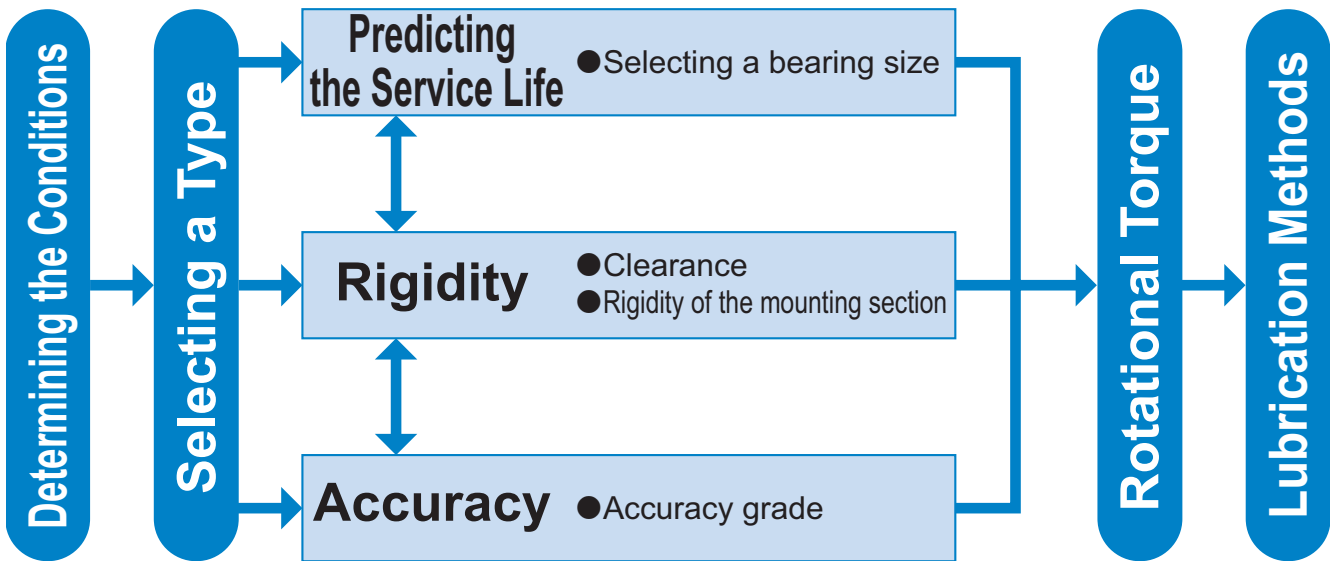 Determining the Conditions
Selecting a Type
Predicting
the Service Life
●Selecting a bearing size
Rigidity
●Clearance
●Rigidity of the mounting section
Accuracy
●Accuracy grade
Rotational Torque
Lubrication Methods